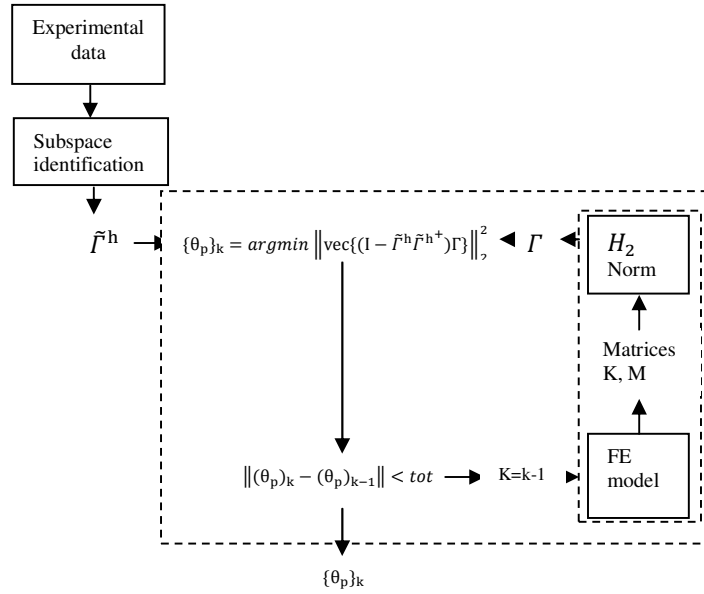 Experimental
data
Subspace
identification
Γ̃ʰ
{θₚ}ₖ = argmin ‖vec{(I − Γ̃ʰΓ̃ʰ⁺)Γ}‖₂²
Γ
H₂
Norm
Matrices
K, M
FE
model
‖(θₚ)ₖ − (θₚ)ₖ₋₁‖ < tot
K=k-1
{θₚ}ₖ